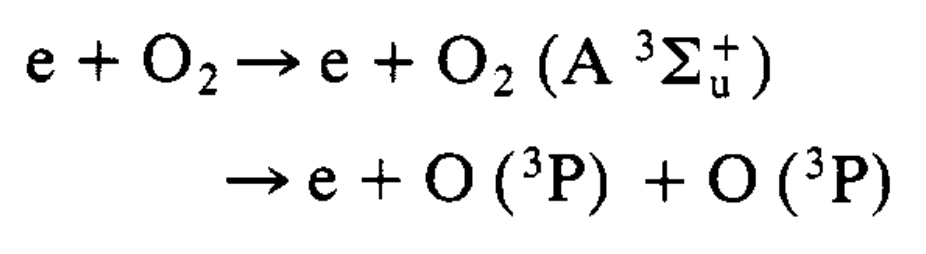 e + O₂ → e + O₂ (A ³Σᵤ⁺)
→ e + O (³P) + O (³P)